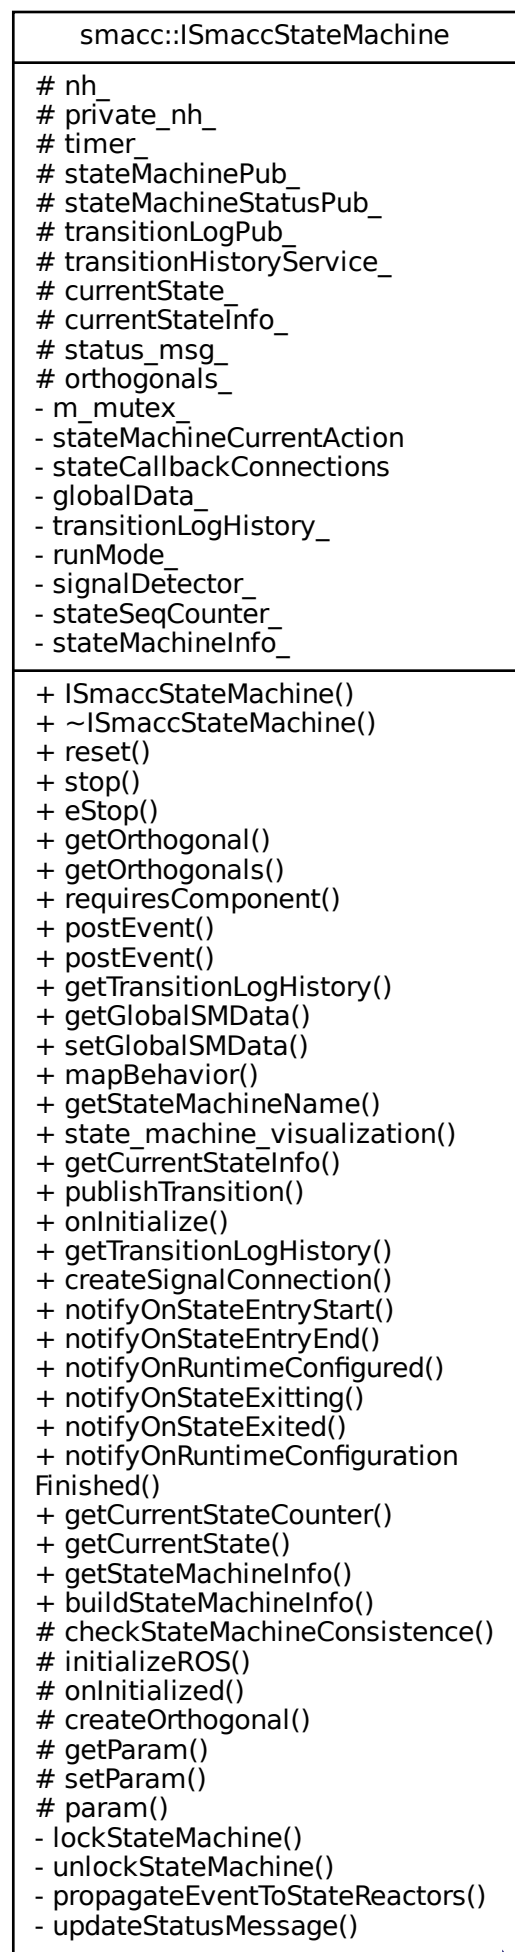 smacc::ISmaccStateMachine
# nh_
# private_nh_
# timer_
# stateMachinePub_
# stateMachineStatusPub_
# transitionLogPub_
# transitionHistoryService_
# currentState_
# currentStateInfo_
# status_msg_
# orthogonals_
- m_mutex_
- stateMachineCurrentAction
- stateCallbackConnections
- globalData_
- transitionLogHistory_
- runMode_
- signalDetector_
- stateSeqCounter_
- stateMachineInfo_
+ ISmaccStateMachine()
+ ~ISmaccStateMachine()
+ reset()
+ stop()
+ eStop()
+ getOrthogonal()
+ getOrthogonals()
+ requiresComponent()
+ postEvent()
+ postEvent()
+ getTransitionLogHistory()
+ getGlobalSMData()
+ setGlobalSMData()
+ mapBehavior()
+ getStateMachineName()
+ state_machine_visualization()
+ getCurrentStateInfo()
+ publishTransition()
+ onInitialize()
+ getTransitionLogHistory()
+ createSignalConnection()
+ notifyOnStateEntryStart()
+ notifyOnStateEntryEnd()
+ notifyOnRuntimeConfigured()
+ notifyOnStateExitting()
+ notifyOnStateExited()
+ notifyOnRuntimeConfiguration
Finished()
+ getCurrentStateCounter()
+ getCurrentState()
+ getStateMachineInfo()
+ buildStateMachineInfo()
# checkStateMachineConsistence()
# initializeROS()
# onInitialized()
# createOrthogonal()
# getParam()
# setParam()
# param()
- lockStateMachine()
- unlockStateMachine()
- propagateEventToStateReactors()
- updateStatusMessage()